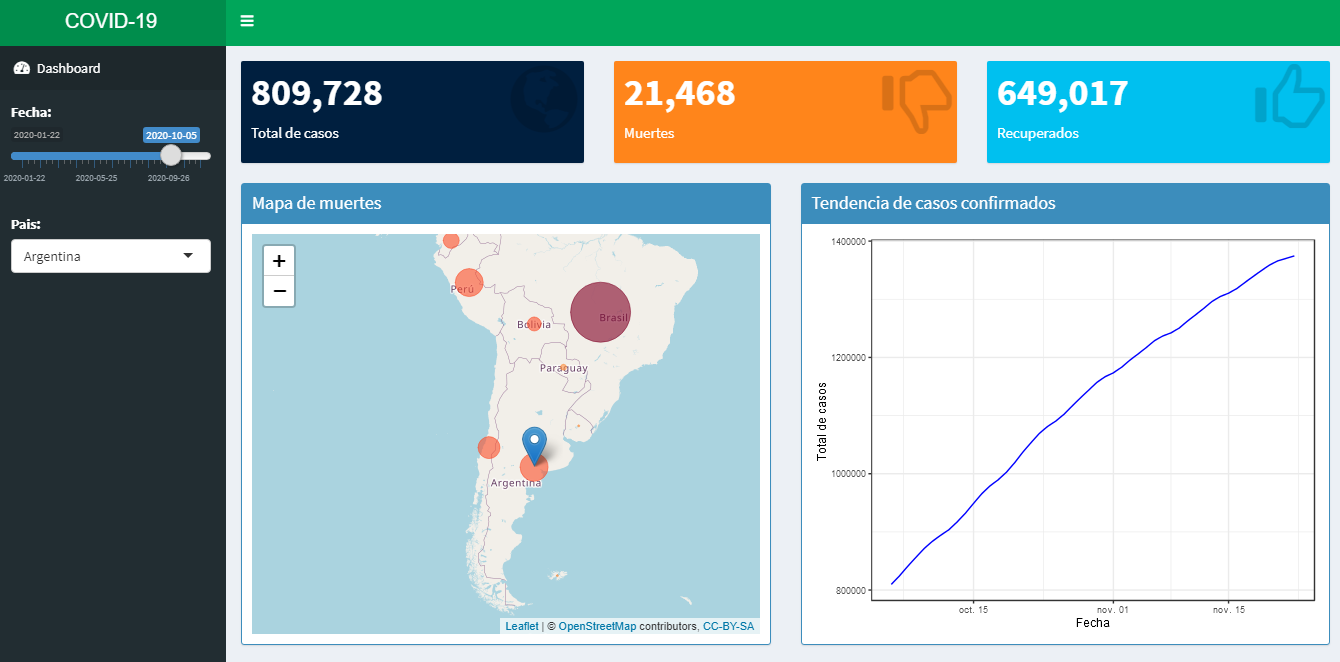 COVID-19
Dashboard
Fecha:
2020-01-22
2020-10-05
2020-01-22
2020-05-25
2020-09-26
Pais:
Argentina
809,728
Total de casos
21,468
Muertes
649,017
Recuperados
Mapa de muertes
+
−
Perú
Brasil
Bolivia
Paraguay
Argentina
Leaflet | © OpenStreetMap contributors, CC-BY-SA
Tendencia de casos confirmados
Total de casos
1400000
1200000
1000000
800000
oct. 15
nov. 01
nov. 15
Fecha